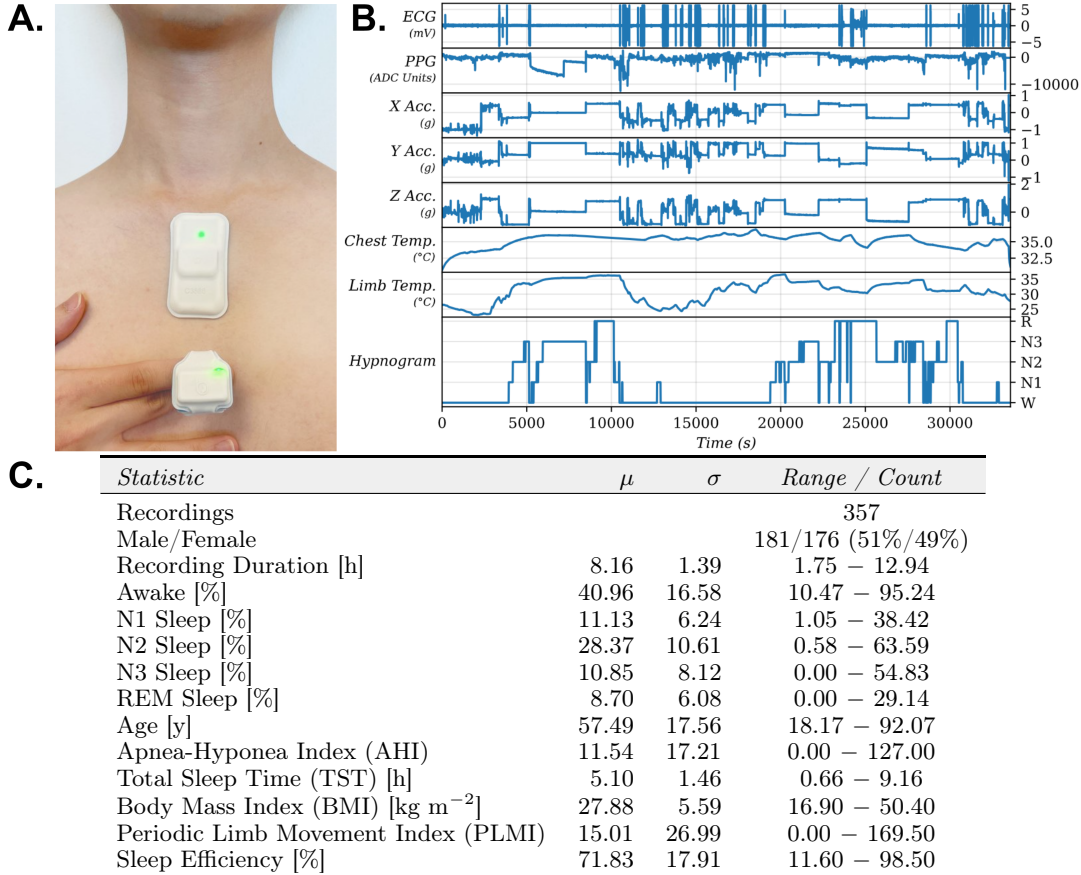 A.
B.
ECG
(mV)
5
0
−5
PPG
(ADC Units)
0
−10000
X Acc.
(g)
1
0
−1
Y Acc.
(g)
1
0
−1
Z Acc.
(g)
2
0
Chest Temp.
(°C)
35.0
32.5
Limb Temp.
(°C)
35
30
25
Hypnogram
R
N3
N2
N1
W
0 5000 10000 15000 20000 25000 30000
Time (s)
C.
Statistic μ σ Range / Count
Recordings 357
Male/Female 181/176 (51%/49%)
Recording Duration [h] 8.16 1.39 1.75 − 12.94
Awake [%] 40.96 16.58 10.47 − 95.24
N1 Sleep [%] 11.13 6.24 1.05 − 38.42
N2 Sleep [%] 28.37 10.61 0.58 − 63.59
N3 Sleep [%] 10.85 8.12 0.00 − 54.83
REM Sleep [%] 8.70 6.08 0.00 − 29.14
Age [y] 57.49 17.56 18.17 − 92.07
Apnea-Hyponea Index (AHI) 11.54 17.21 0.00 − 127.00
Total Sleep Time (TST) [h] 5.10 1.46 0.66 − 9.16
Body Mass Index (BMI) [kg m⁻²] 27.88 5.59 16.90 − 50.40
Periodic Limb Movement Index (PLMI) 15.01 26.99 0.00 − 169.50
Sleep Efficiency [%] 71.83 17.91 11.60 − 98.50